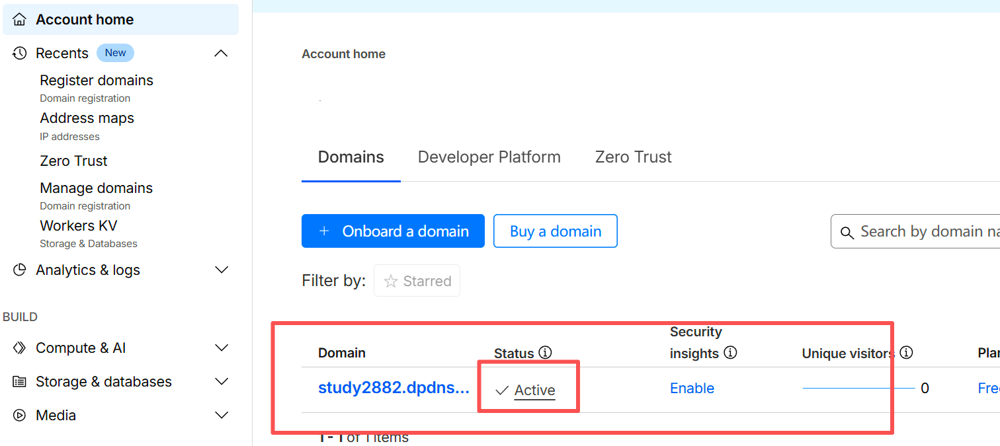 Account home
Recents New
Register domains
Domain registration
Address maps
IP addresses
Zero Trust
Manage domains
Domain registration
Workers KV
Storage & Databases
Analytics & logs
BUILD
Compute & AI
Storage & databases
Media
Account home
Domains Developer Platform Zero Trust
+ Onboard a domain Buy a domain Search by domain na
Filter by: Starred
Domain Status Security insights Unique visitors Plan
study2882.dpdns... Active Enable 0 Free
1 - 1 of 1 items